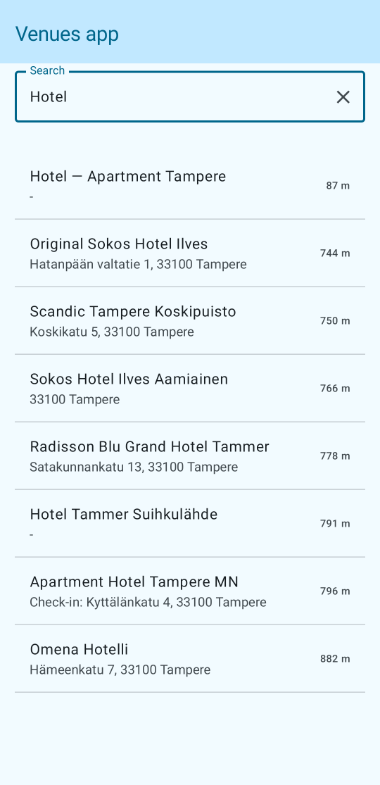 Venues app
Search
Hotel
Hotel — Apartment Tampere
-
87 m
Original Sokos Hotel Ilves
Hatanpään valtatie 1, 33100 Tampere
744 m
Scandic Tampere Koskipuisto
Koskikatu 5, 33100 Tampere
750 m
Sokos Hotel Ilves Aamiainen
33100 Tampere
766 m
Radisson Blu Grand Hotel Tammer
Satakunnankatu 13, 33100 Tampere
778 m
Hotel Tammer Suihkulähde
-
791 m
Apartment Hotel Tampere MN
Check-in: Kyttälänkatu 4, 33100 Tampere
796 m
Omena Hotelli
Hämeenkatu 7, 33100 Tampere
882 m